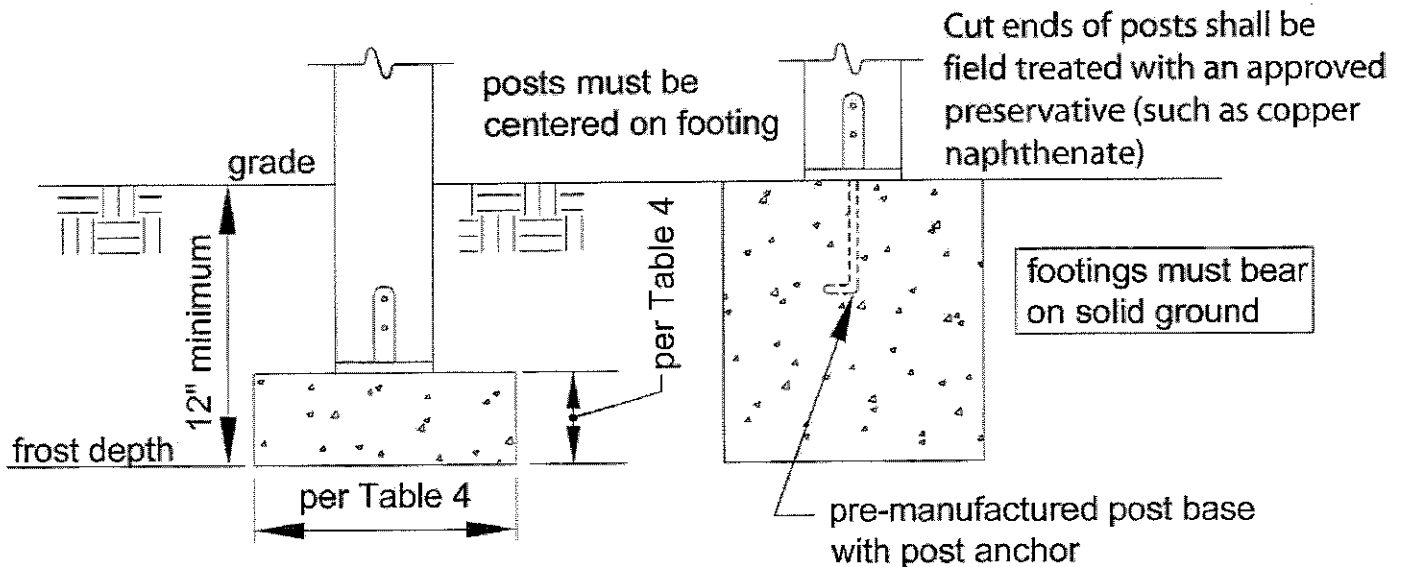 Cut ends of posts shall be
field treated with an approved
preservative (such as copper
naphthenate)
posts must be
centered on footing
grade
12" minimum
per Table 4
footings must bear
on solid ground
frost depth
per Table 4
pre-manufactured post base
with post anchor